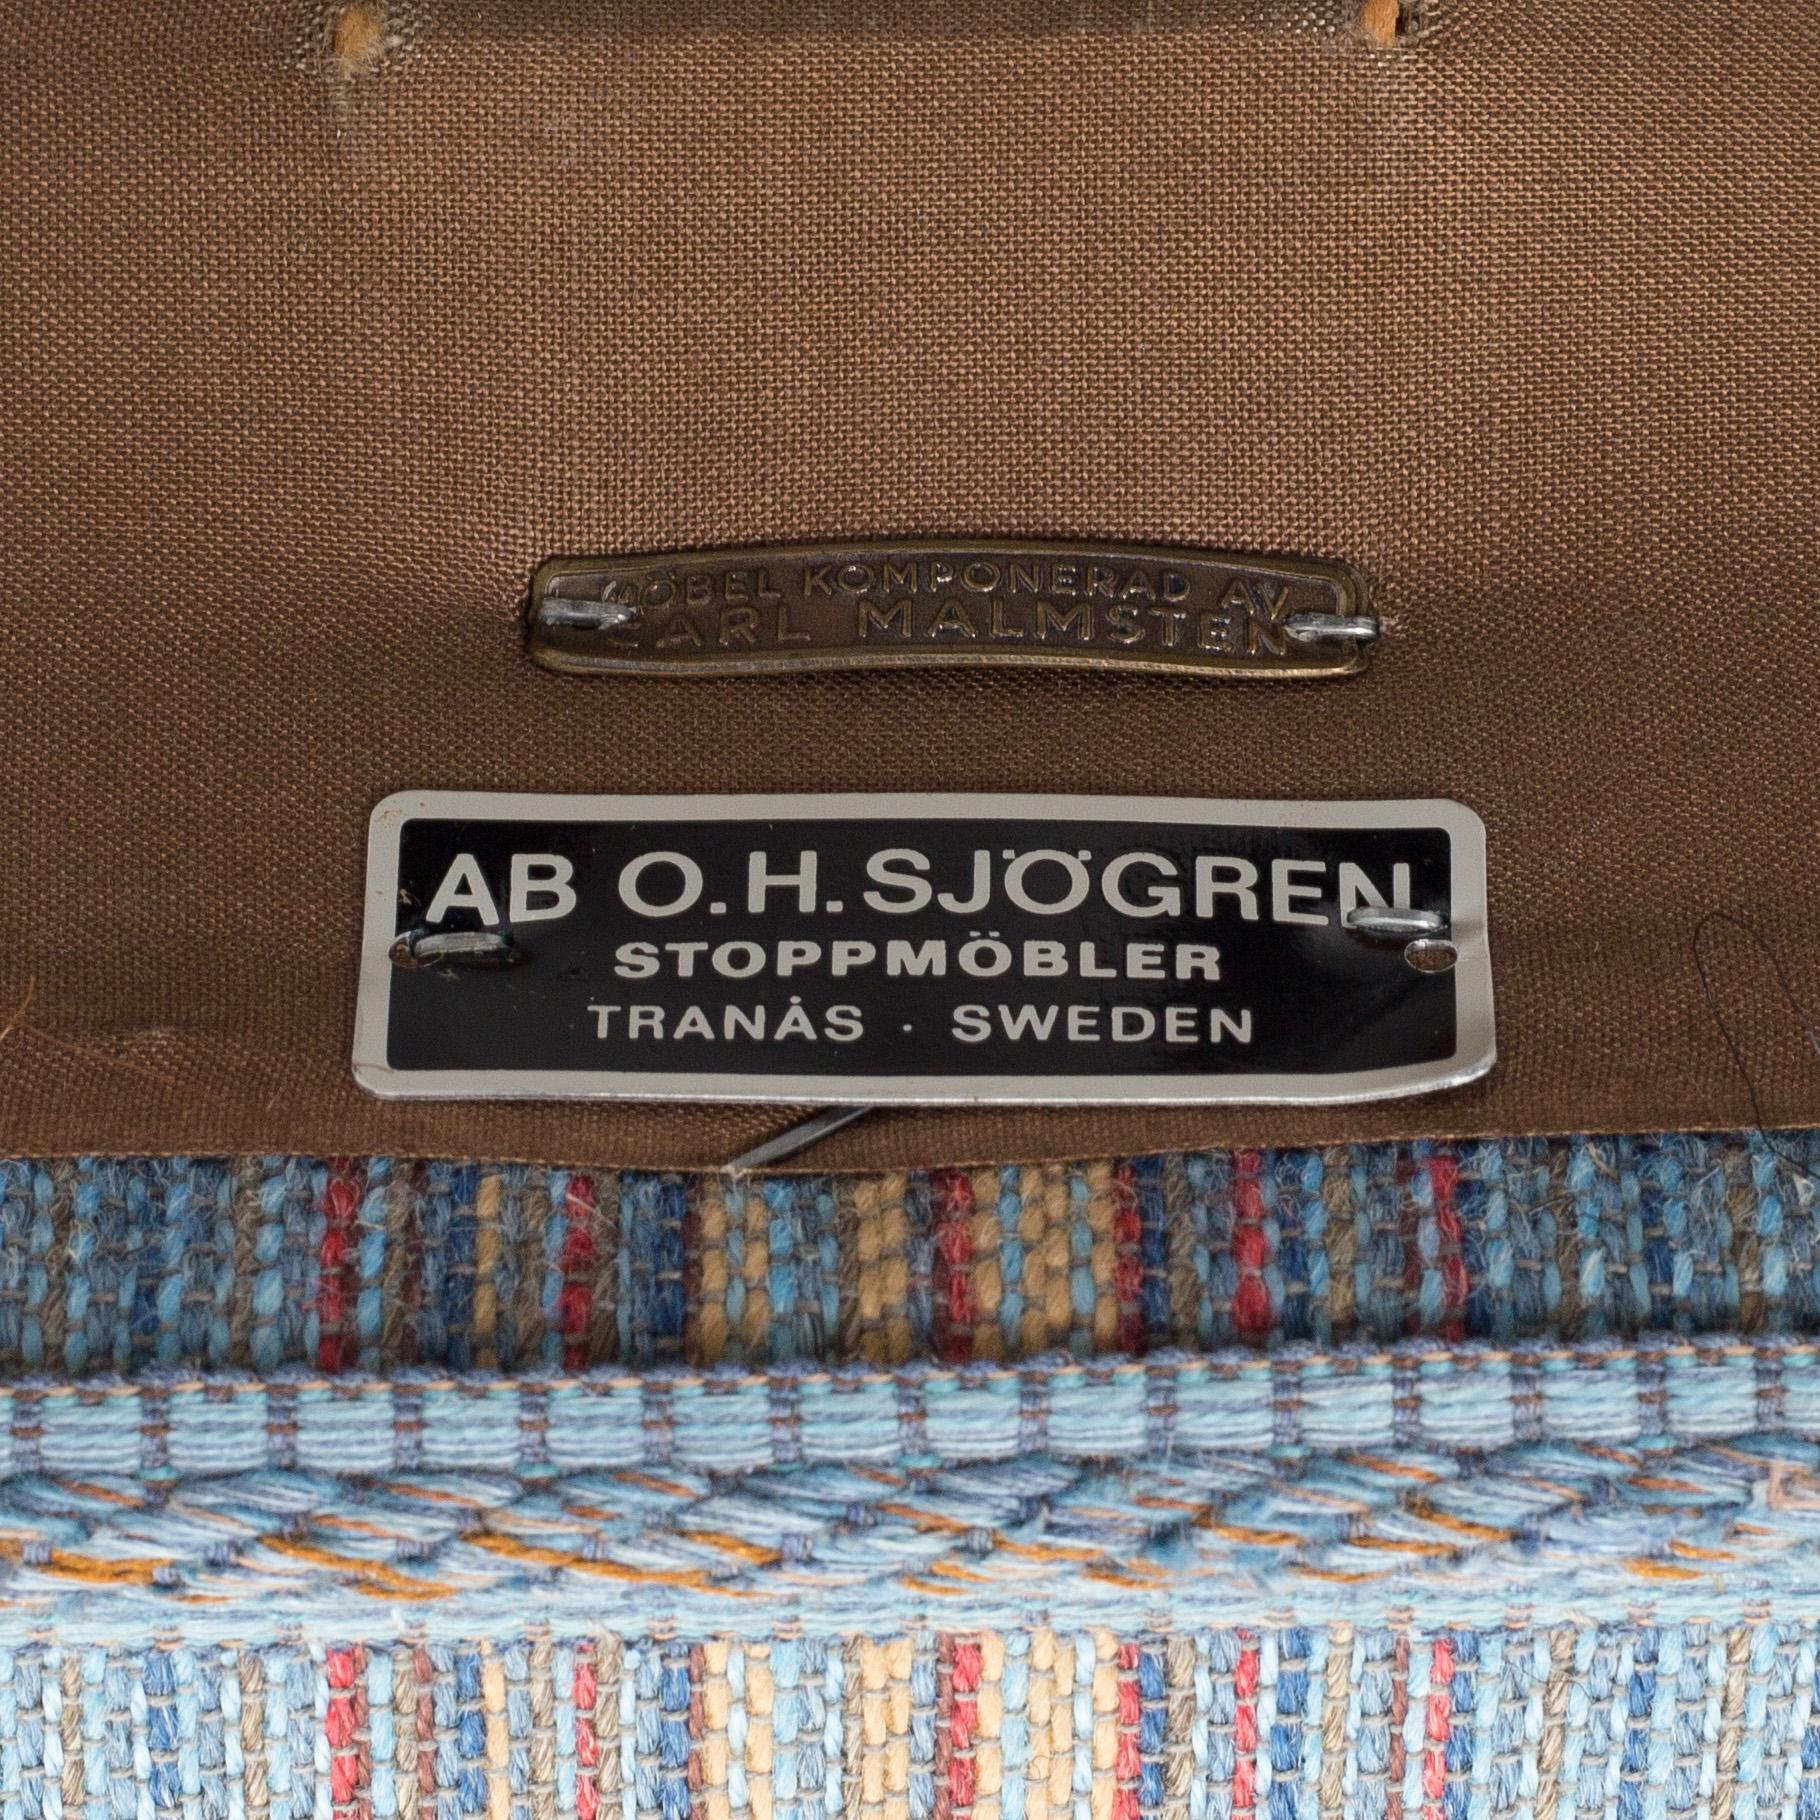 MÖBEL KOMPONERAD AV
CARL MALMSTEN
AB O.H. SJÖGREN
STOPPMÖBLER
TRANÅS · SWEDEN